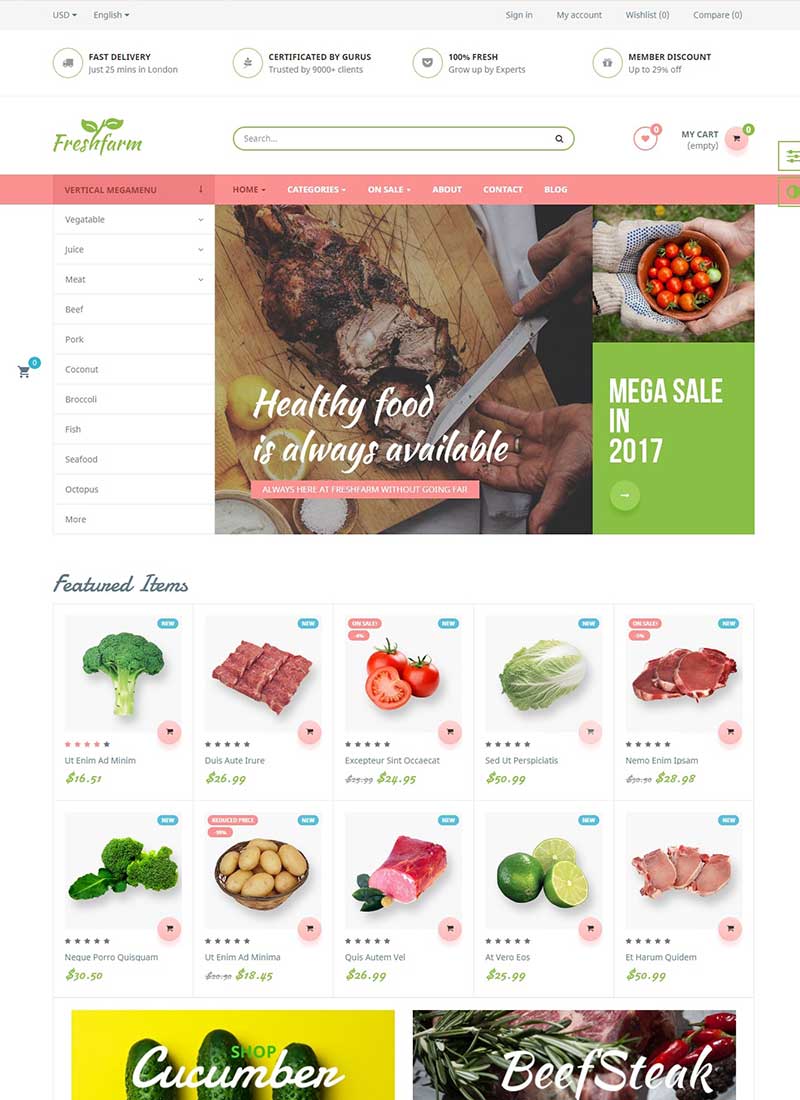 USD English Sign in My account Wishlist (0) Compare (0)
FAST DELIVERY
Just 25 mins in London
CERTIFICATED BY GURUS
Trusted by 9000+ clients
100% FRESH
Grow up by Experts
MEMBER DISCOUNT
Up to 29% off
Freshfarm
Search...
0
MY CART
(empty)
0
VERTICAL MEGAMENU
HOME CATEGORIES ON SALE ABOUT CONTACT BLOG
Vegatable
Juice
Meat
Beef
Pork
Coconut
Broccoli
Fish
Seafood
Octopus
More
0
Healthy food
is always available
ALWAYS HERE AT FRESHFARM WITHOUT GOING FAR
MEGA SALE
IN
2017
Featured Items
NEW
Ut Enim Ad Minim
$16.51
NEW
Duis Aute Irure
$26.99
ON SALE!
NEW
Excepteur Sint Occaecat
$25.99 $24.95
NEW
Sed Ut Perspiciatis
$50.99
ON SALE!
NEW
Nemo Enim Ipsam
$30.50 $28.98
NEW
Neque Porro Quisquam
$30.50
REDUCED PRICE
NEW
Ut Enim Ad Minima
$20.50 $18.45
NEW
Quis Autem Vel
$26.99
NEW
At Vero Eos
$25.99
NEW
Et Harum Quidem
$50.99
SHOP
Cucumber
BeefSteak